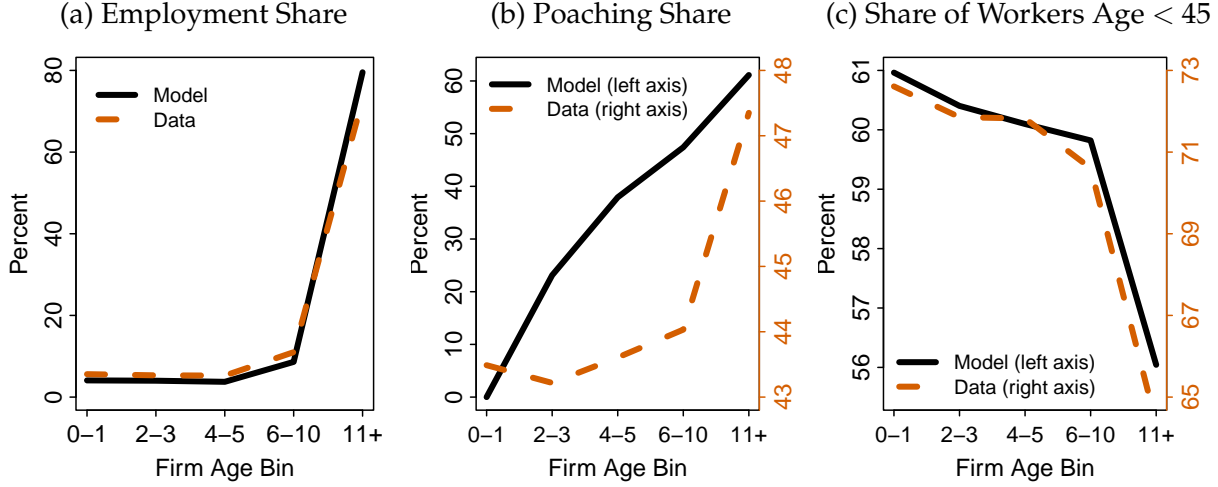 (a) Employment Share
Percent
0
20
40
60
80
Model
Data
0−1
2−3
4−5
6−10
11+
Firm Age Bin
(b) Poaching Share
Percent
0
10
20
30
40
50
60
Model (left axis)
Data (right axis)
43
44
45
46
47
48
0−1
2−3
4−5
6−10
11+
Firm Age Bin
(c) Share of Workers Age < 45
Percent
56
57
58
59
60
61
Model (left axis)
Data (right axis)
65
67
69
71
73
0−1
2−3
4−5
6−10
11+
Firm Age Bin